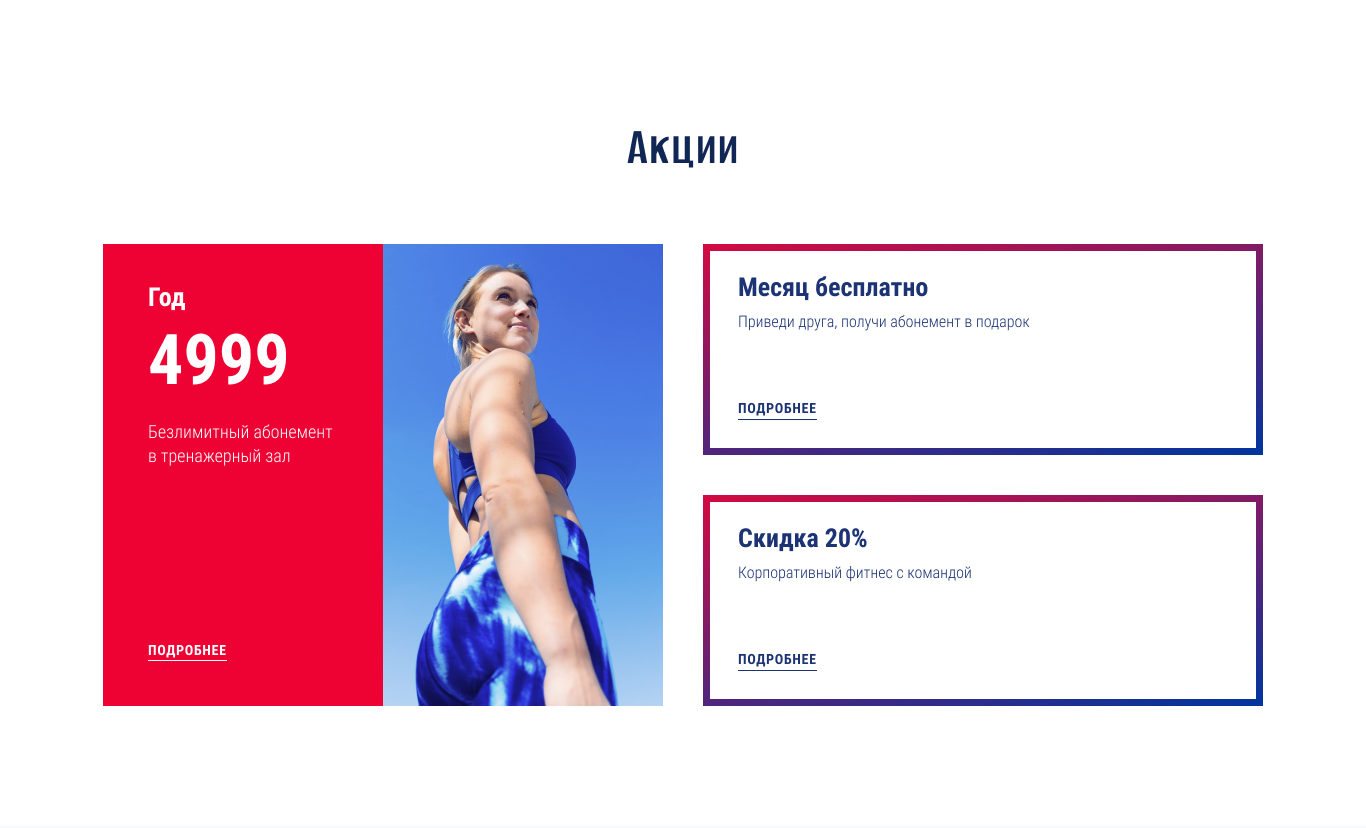 Акции
Год
4999
Безлимитный абонемент
в тренажерный зал
ПОДРОБНЕЕ
Месяц бесплатно
Приведи друга, получи абонемент в подарок
ПОДРОБНЕЕ
Скидка 20%
Корпоративный фитнес с командой
ПОДРОБНЕЕ